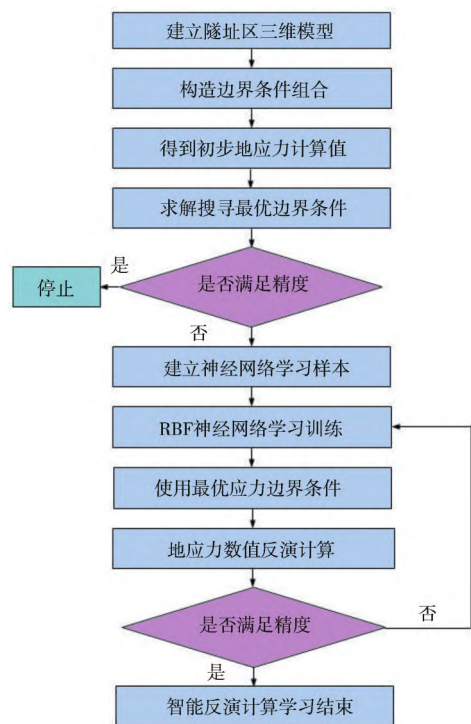 建立隧址区三维模型
构造边界条件组合
得到初步地应力计算值
求解搜寻最优边界条件
是
停止
是否满足精度
否
建立神经网络学习样本
RBF神经网络学习训练
使用最优应力边界条件
地应力数值反演计算
是否满足精度
否
是
智能反演计算学习结束